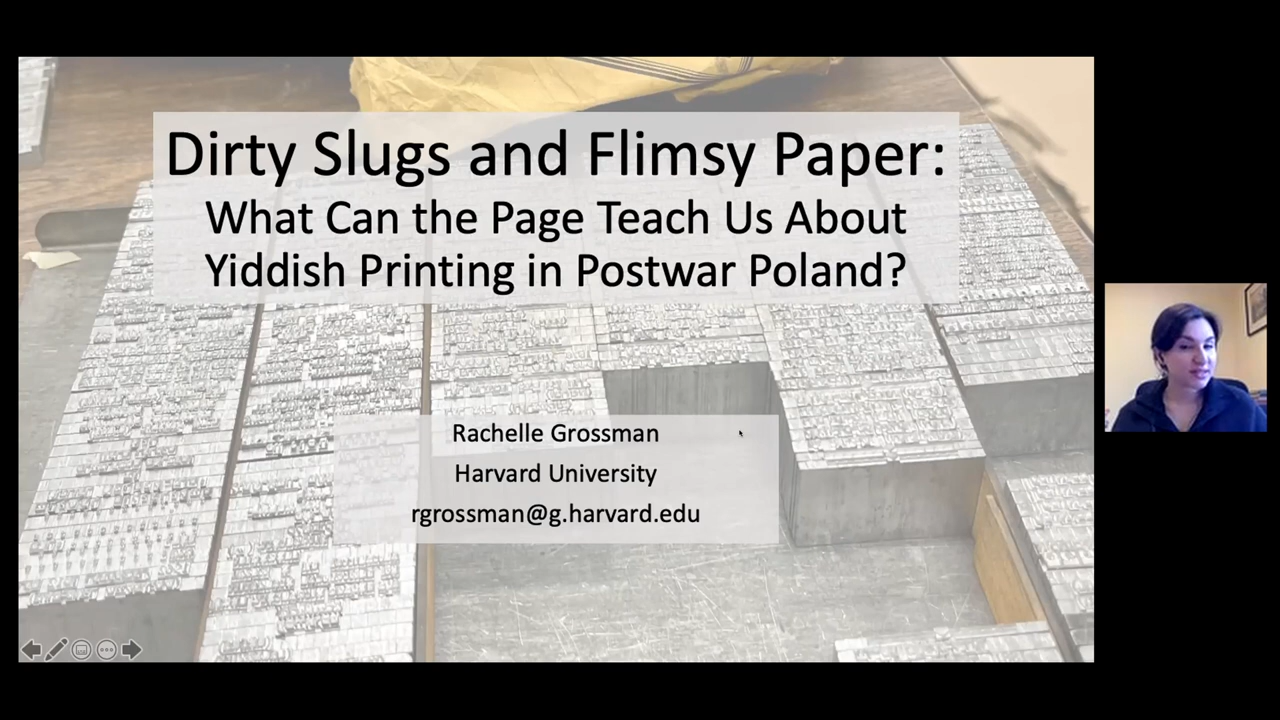 Dirty Slugs and Flimsy Paper:
What Can the Page Teach Us About
Yiddish Printing in Postwar Poland?
Rachelle Grossman
Harvard University
rgrossman@g.harvard.edu